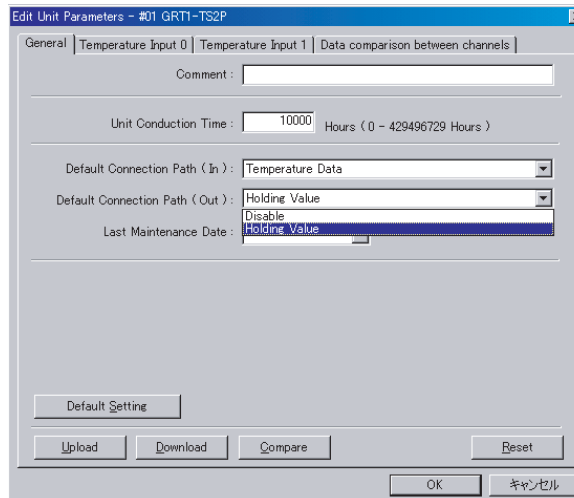 Edit Unit Parameters - #01 GRT1-TS2P
General Temperature Input 0 Temperature Input 1 Data comparison between channels
Comment :
Unit Conduction Time : 10000 Hours ( 0 - 429496729 Hours )
Default Connection Path ( In ) : Temperature Data
Default Connection Path ( Out ) : Holding Value
Disable
Last Maintenance Date : Holding Value
Default Setting
Upload Download Compare Reset
OK キャンセル